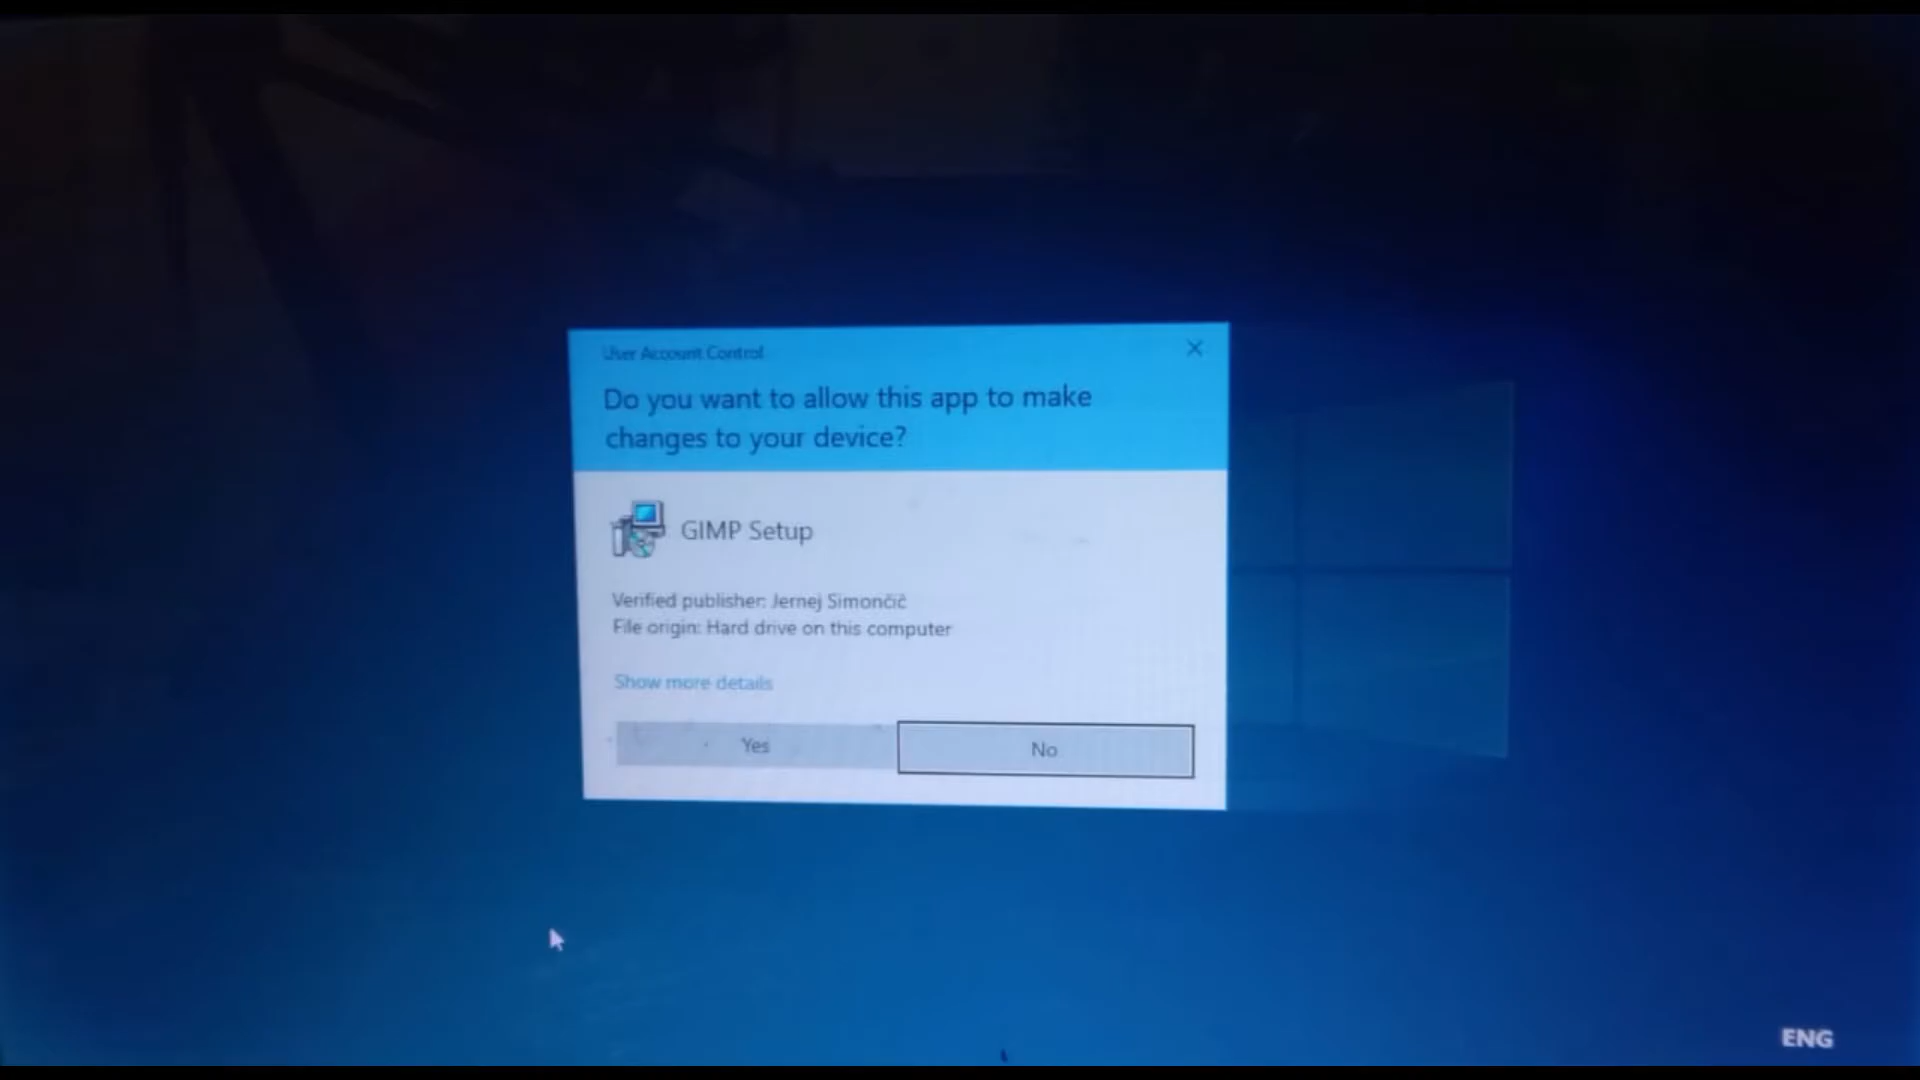 User Account Control
Do you want to allow this app to make
changes to your device?
GIMP Setup
Verified publisher: Jernej Simončič
File origin: Hard drive on this computer
Show more details
Yes
No
ENG